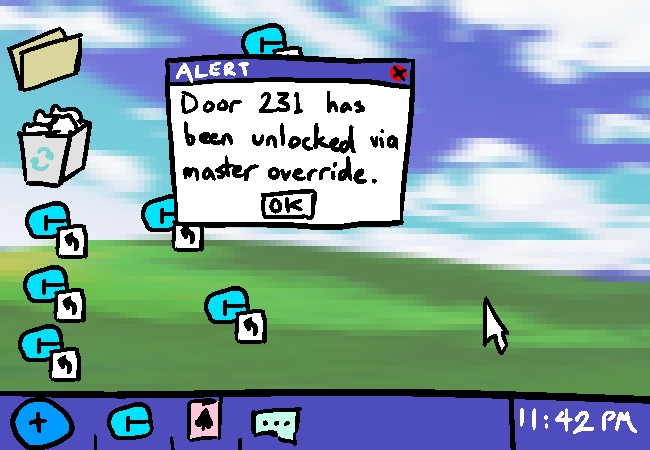 ALERT
Door 231 has
been unlocked via
master override.
OK
11:42 PM